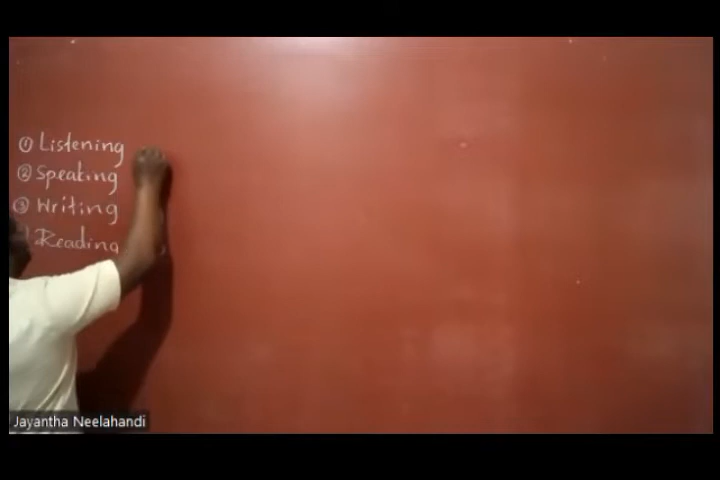 ① Listening
② Speaking
③ Writing
Reading
Jayantha Neelahandi